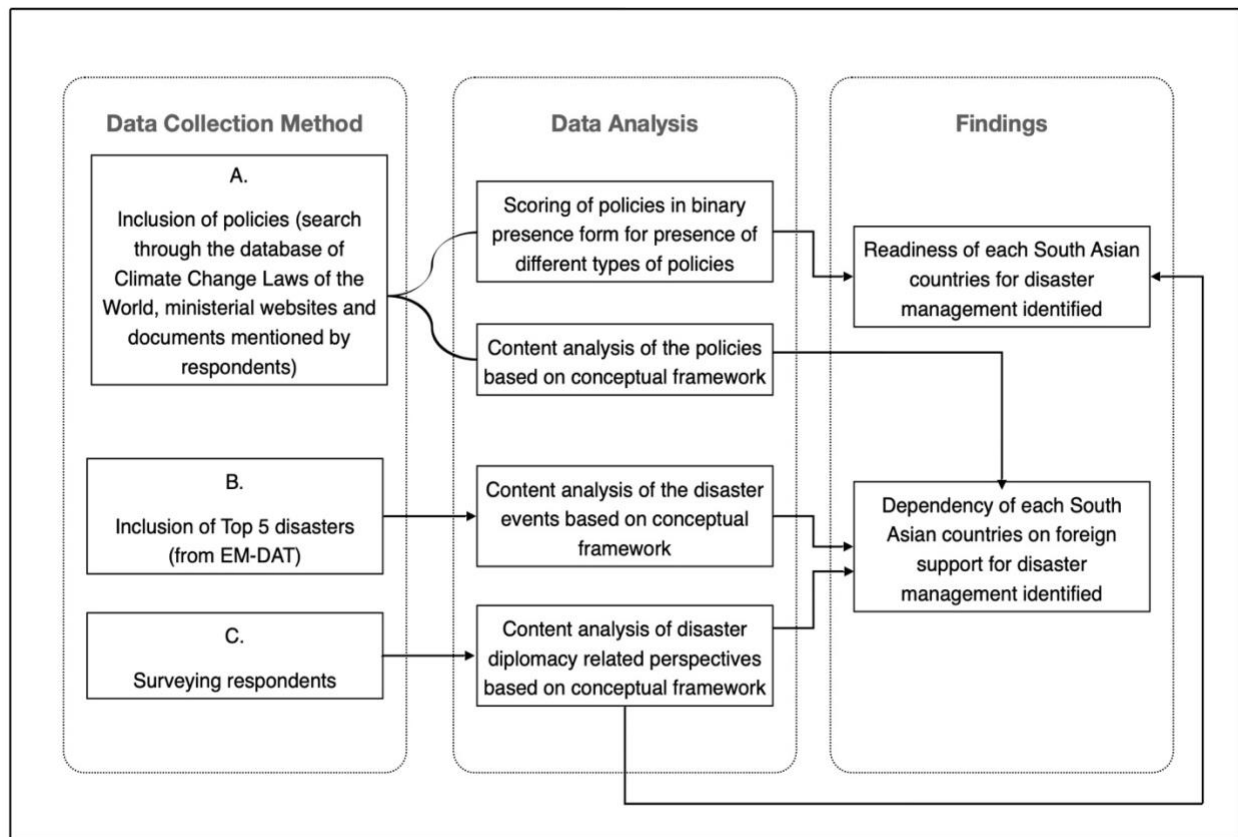 Data Collection Method
A.
Inclusion of policies (search
through the database of
Climate Change Laws of the
World, ministerial websites and
documents mentioned by
respondents)
B.
Inclusion of Top 5 disasters
(from EM-DAT)
C.
Surveying respondents
Data Analysis
Scoring of policies in binary
presence form for presence of
different types of policies
Content analysis of the policies
based on conceptual framework
Content analysis of the disaster
events based on conceptual
framework
Content analysis of disaster
diplomacy related perspectives
based on conceptual framework
Findings
Readiness of each South Asian
countries for disaster
management identified
Dependency of each South
Asian countries on foreign
support for disaster
management identified